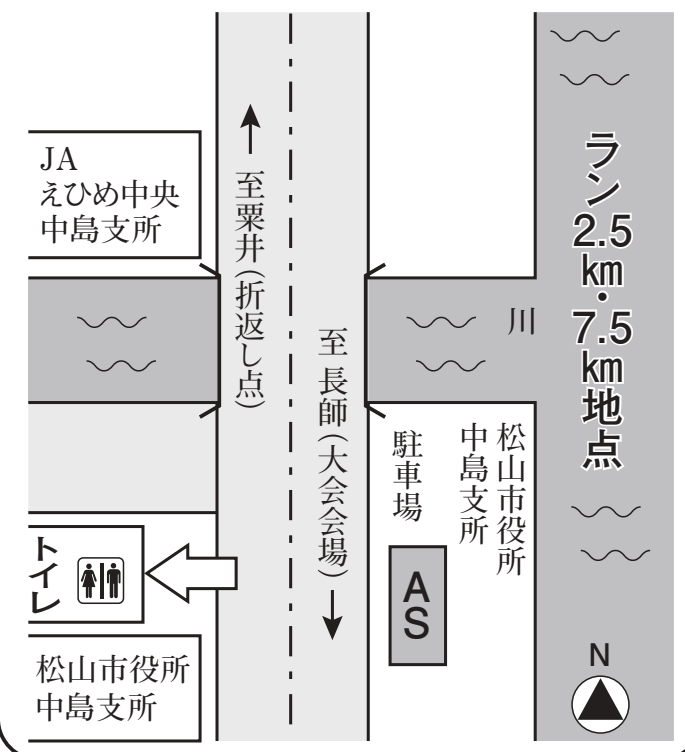 JA
えひめ中央
中島支所
至粟井(折返し点)
至 長師(大会会場)
川
ラン2.5km・7.5km地点
駐車場
松山市役所
中島支所
AS
トイレ
松山市役所
中島支所
N